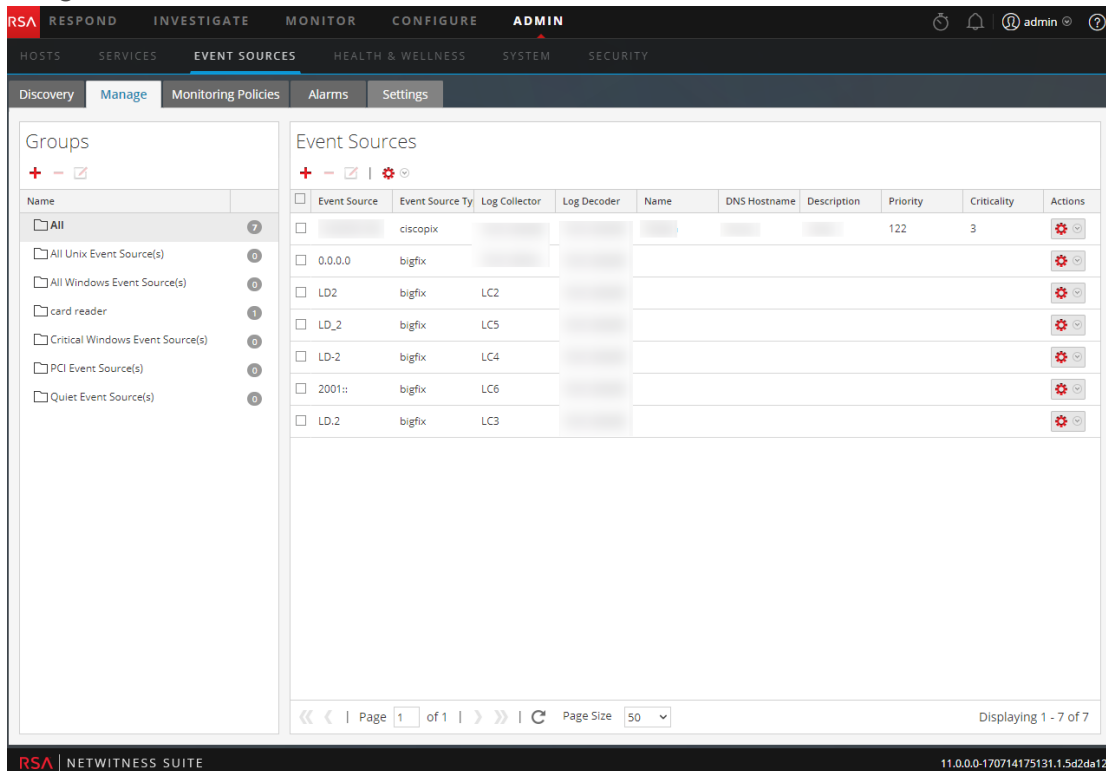 RSA RESPOND INVESTIGATE MONITOR CONFIGURE ADMIN admin ?
HOSTS SERVICES EVENT SOURCES HEALTH & WELLNESS SYSTEM SECURITY
Discovery Manage Monitoring Policies Alarms Settings
Groups
Name
All 7
All Unix Event Source(s) 0
All Windows Event Source(s) 0
card reader 1
Critical Windows Event Source(s) 0
PCI Event Source(s) 0
Quiet Event Source(s) 0
Event Sources
Event Source Event Source Ty Log Collector Log Decoder Name DNS Hostname Description Priority Criticality Actions
ciscopix 122 3
0.0.0.0 bigfix
LD2 bigfix LC2
LD_2 bigfix LC5
LD-2 bigfix LC4
2001:: bigfix LC6
LD.2 bigfix LC3
Page 1 of 1 Page Size 50 Displaying 1 - 7 of 7
RSA NETWITNESS SUITE 11.0.0.0-170714175131.1.5d2da12